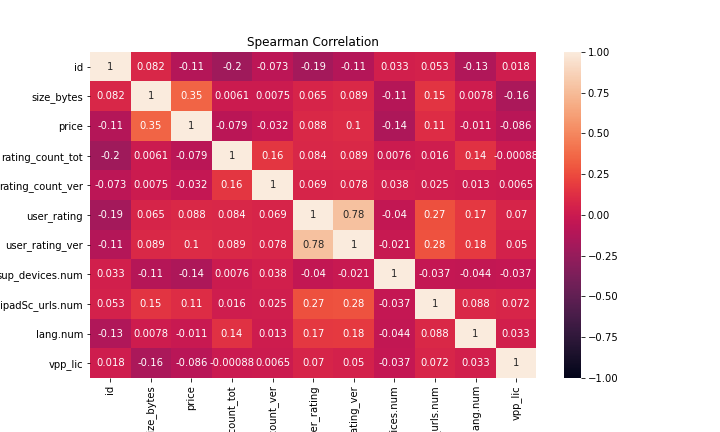 Spearman Correlation
id 1 0.082 -0.11 -0.2 -0.073 -0.19 -0.11 0.033 0.053 -0.13 0.018
size_bytes 0.082 1 0.35 0.0061 0.0075 0.065 0.089 -0.11 0.15 0.0078 -0.16
price -0.11 0.35 1 -0.079 -0.032 0.088 0.1 -0.14 0.11 -0.011 -0.086
rating_count_tot -0.2 0.0061 -0.079 1 0.16 0.084 0.089 0.0076 0.016 0.14 -0.00088
rating_count_ver -0.073 0.0075 -0.032 0.16 1 0.069 0.078 0.038 0.025 0.013 0.0065
user_rating -0.19 0.065 0.088 0.084 0.069 1 0.78 -0.04 0.27 0.17 0.07
user_rating_ver -0.11 0.089 0.1 0.089 0.078 0.78 1 -0.021 0.28 0.18 0.05
sup_devices.num 0.033 -0.11 -0.14 0.0076 0.038 -0.04 -0.021 1 -0.037 -0.044 -0.037
ipadSc_urls.num 0.053 0.15 0.11 0.016 0.025 0.27 0.28 -0.037 1 0.088 0.072
lang.num -0.13 0.0078 -0.011 0.14 0.013 0.17 0.18 -0.044 0.088 1 0.033
vpp_lic 0.018 -0.16 -0.086 -0.00088 0.0065 0.07 0.05 -0.037 0.072 0.033 1
id
ize_bytes
price
count_tot
ount_ver
er_rating
ating_ver
ices.num
_urls.num
ang.num
vpp_lic
1.00
0.75
0.50
0.25
0.00
−0.25
−0.50
−0.75
−1.00